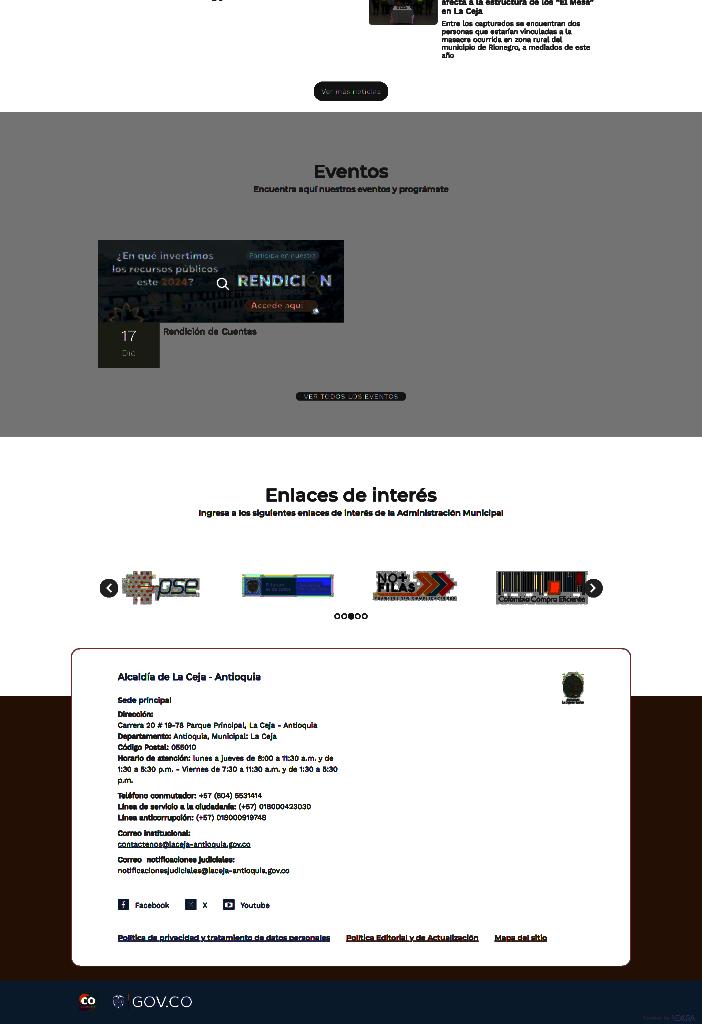 afecta a la estructura de los "El Mesa"
en La Ceja
Entre los capturados se encuentran dos
personas que estarían vinculadas a la
masacre ocurrida en zona rural del
municipio de Rionegro, a mediados de este
año
Ver más noticias
Eventos
Encuentra aquí nuestros eventos y prográmate
¿En qué invertimos
los recursos públicos
este 2024?
Participa en nuestra
RENDICIÓN
Accede aquí
17
Dic
Rendición de Cuentas
VER TODOS LOS EVENTOS
Enlaces de interés
Ingresa a los siguientes enlaces de interés de la Administración Municipal
pse
NO+
FILAS
Colombia Compra Eficiente
Alcaldía de La Ceja - Antioquia
Sede principal
Dirección:
Carrera 20 # 19-78 Parque Principal, La Ceja - Antioquia
Departamento: Antioquia, Municipal: La Ceja
Código Postal: 055010
Horario de atención: lunes a jueves de 8:00 a 11:30 a.m. y de
1:30 a 5:30 p.m. - Viernes de 7:30 a 11:30 a.m. y de 1:30 a 5:30
p.m.
Teléfono conmutador: +57 (604) 5531414
Línea de servicio a la ciudadanía: (+57) 018000423030
Línea anticorrupción: (+57) 018000919748
Correo institucional:
contactenos@laceja-antioquia.gov.co
Correo notificaciones judiciales:
notificacionesjudiciales@laceja-antioquia.gov.co
Facebook X Youtube
Política de privacidad y tratamiento de datos personales Política Editorial y de Actualización Mapa del sitio
CO GOV.CO